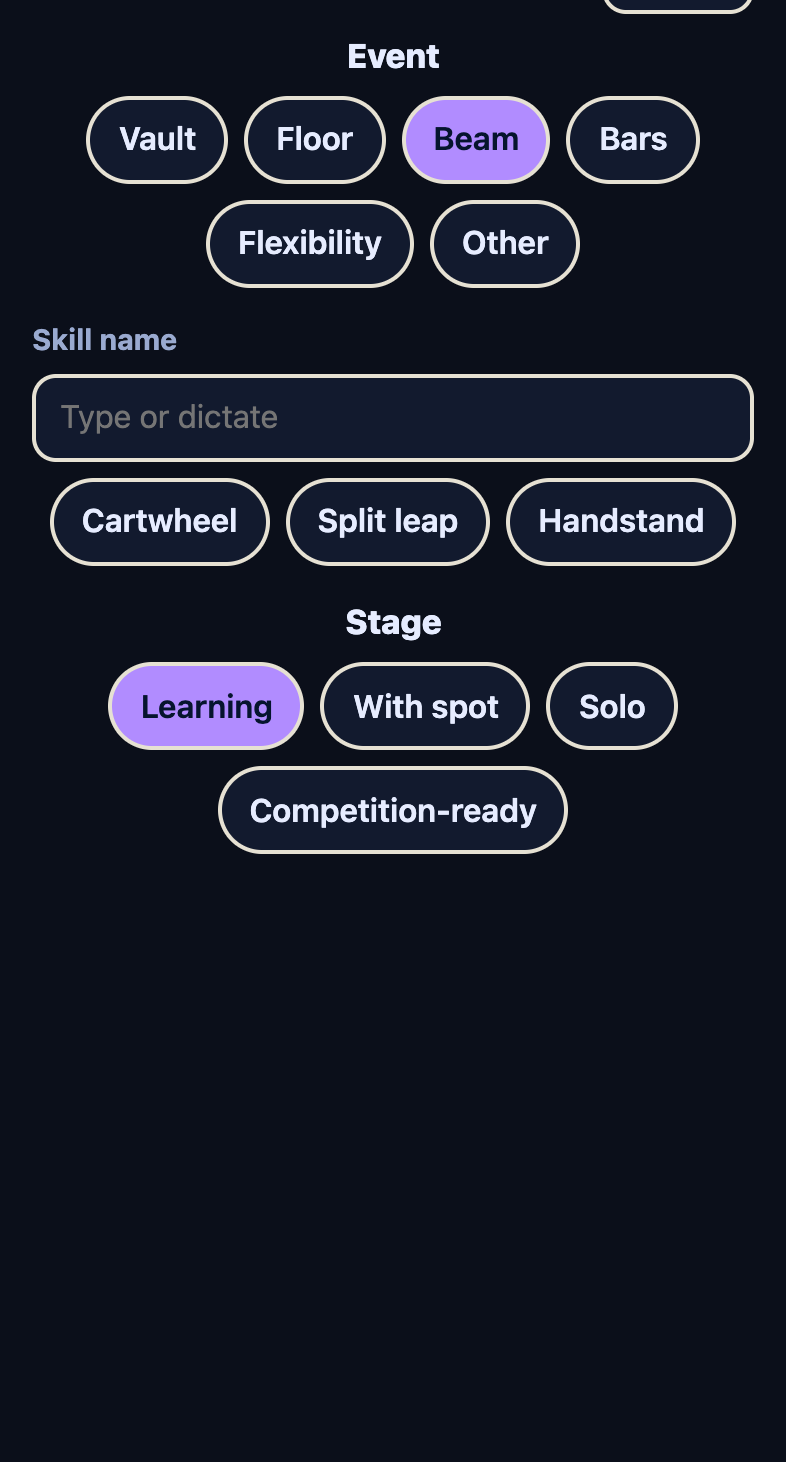 Event
Vault Floor Beam Bars
Flexibility Other
Skill name
Type or dictate
Cartwheel Split leap Handstand
Stage
Learning With spot Solo
Competition-ready